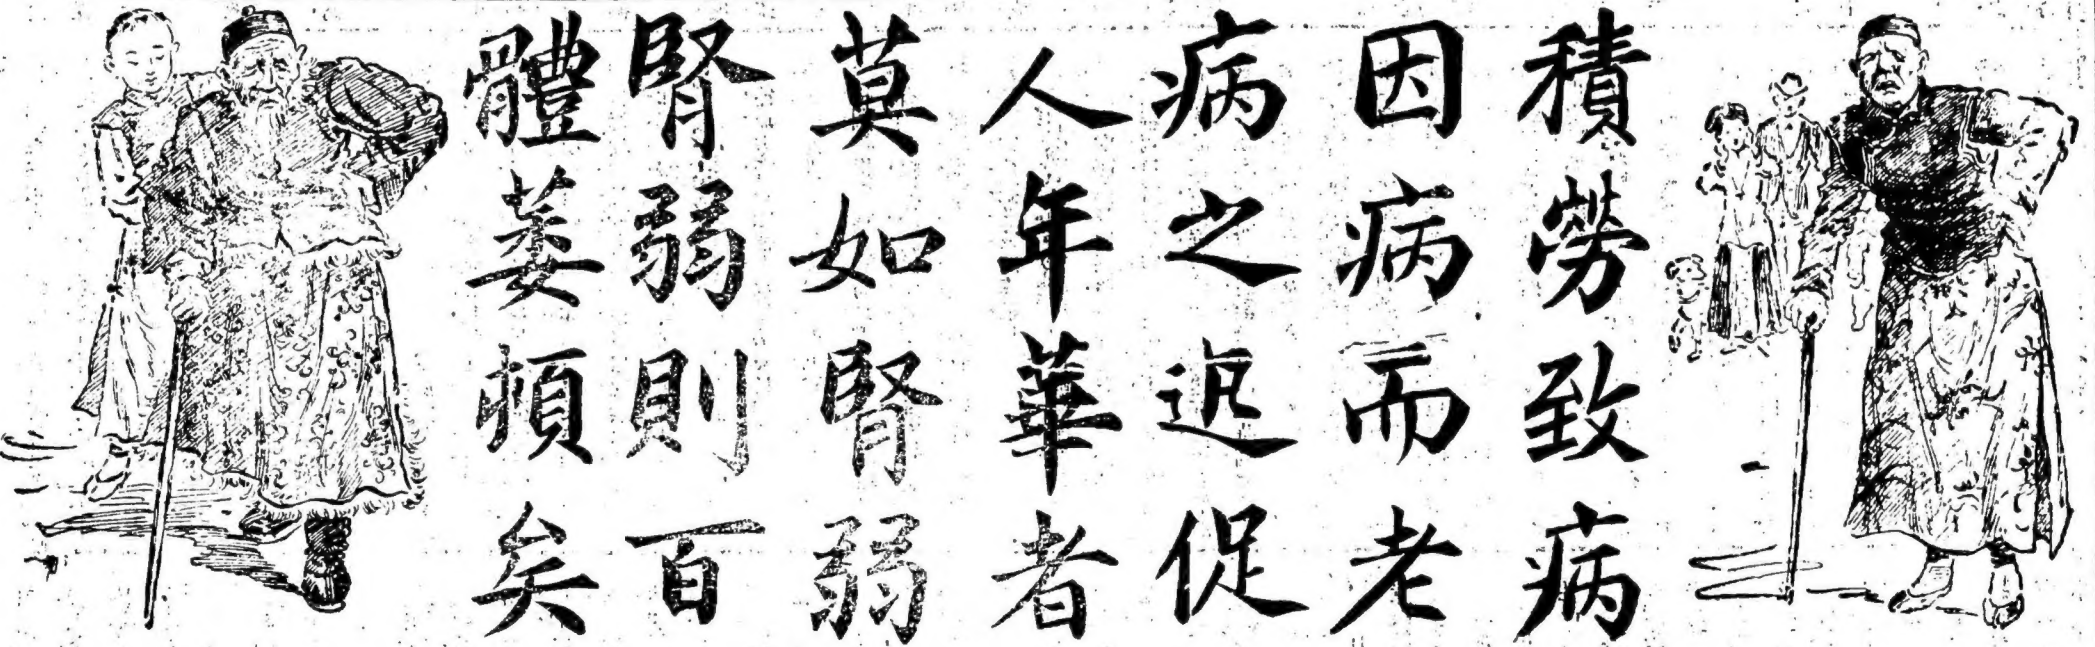 積勞致病
因病而老
病之迅促
人年華者
莫如腎弱
腎弱則百
體萎頓矣